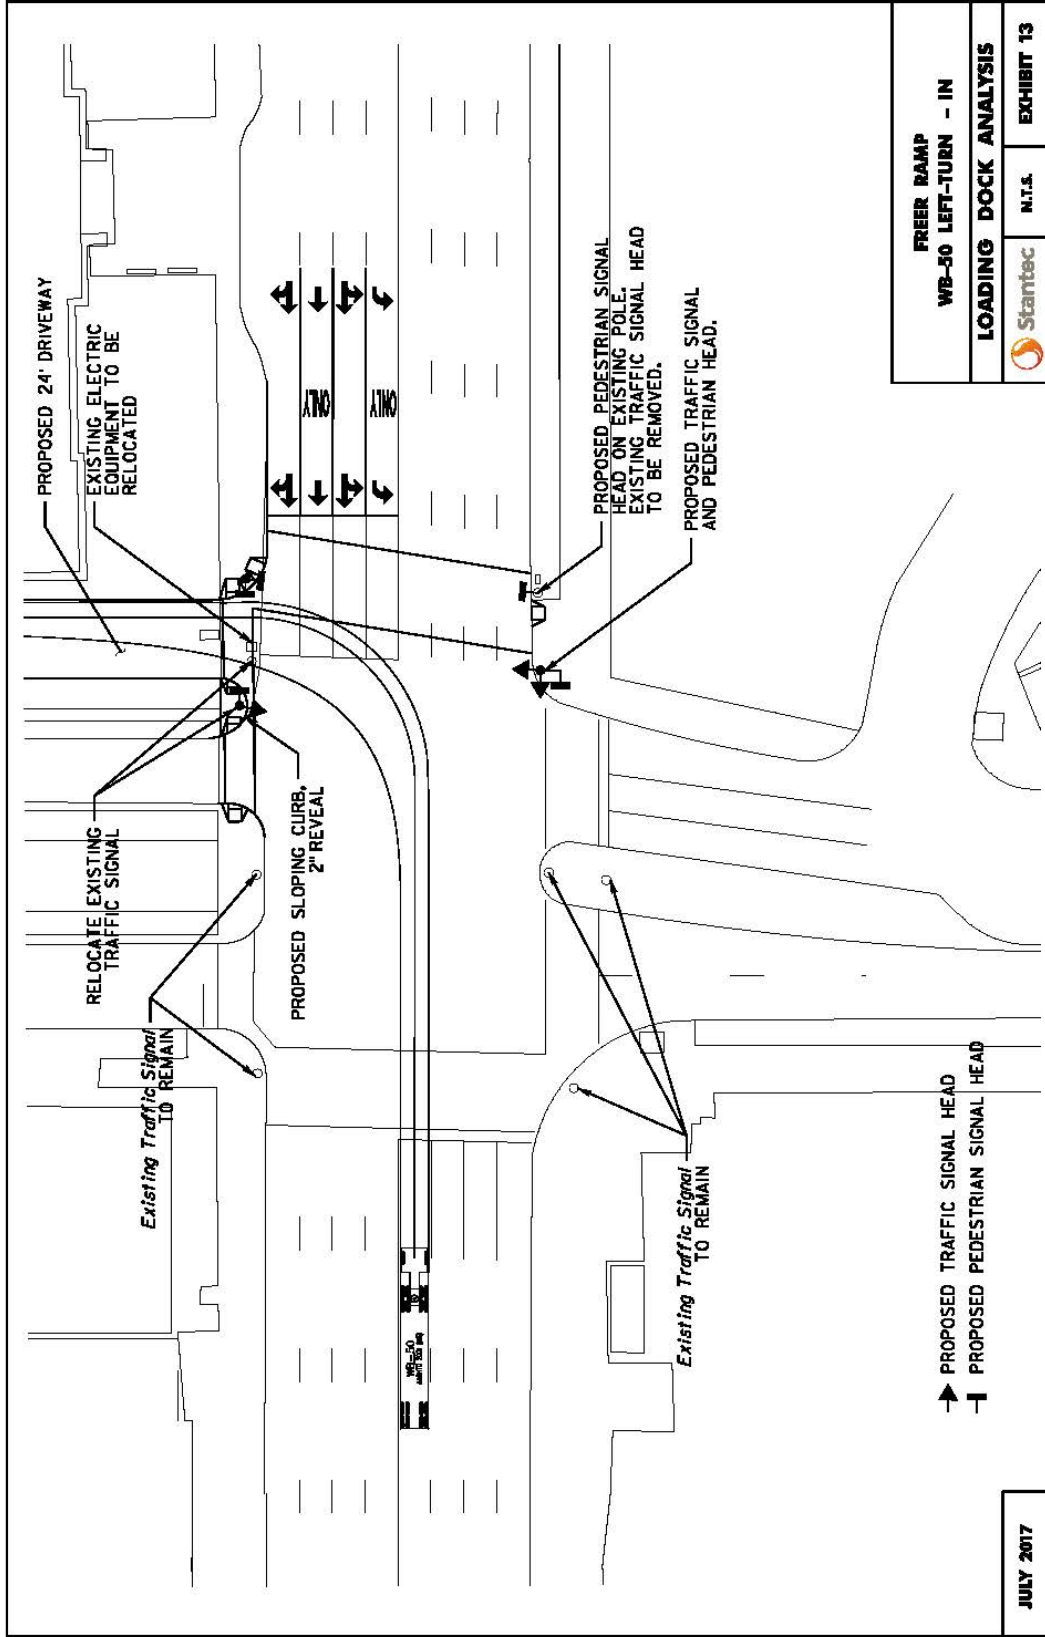 PROPOSED 24' DRIVEWAY
EXISTING ELECTRIC
EQUIPMENT TO BE
RELOCATED
RELOCATE EXISTING
TRAFFIC SIGNAL
Existing Traffic Signal
TO REMAIN
PROPOSED SLOPING CURB,
2" REVEAL
ONLY
ONLY
WB-50
PROPOSED PEDESTRIAN SIGNAL
HEAD ON EXISTING POLE.
EXISTING TRAFFIC SIGNAL HEAD
TO BE REMOVED.
PROPOSED TRAFFIC SIGNAL
AND PEDESTRIAN HEAD.
Existing Traffic Signal
TO REMAIN
PROPOSED TRAFFIC SIGNAL HEAD
PROPOSED PEDESTRIAN SIGNAL HEAD
JULY 2017
FREER RAMP
WB-50 LEFT-TURN - IN
LOADING DOCK ANALYSIS
Stantec
N.T.S.
EXHIBIT 13